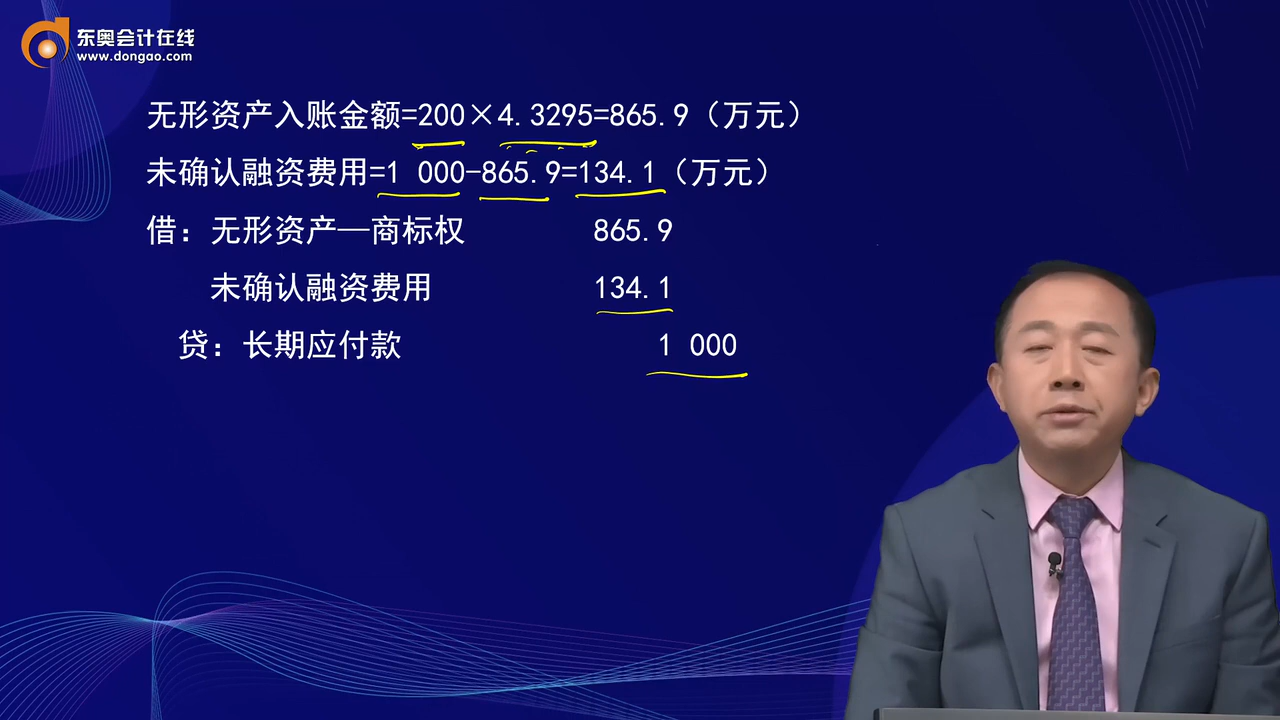 东奥会计在线
www.dongao.com
无形资产入账金额=200×4.3295=865.9（万元）
未确认融资费用=1 000-865.9=134.1（万元）
借：无形资产—商标权 865.9
未确认融资费用 134.1
贷：长期应付款 1 000